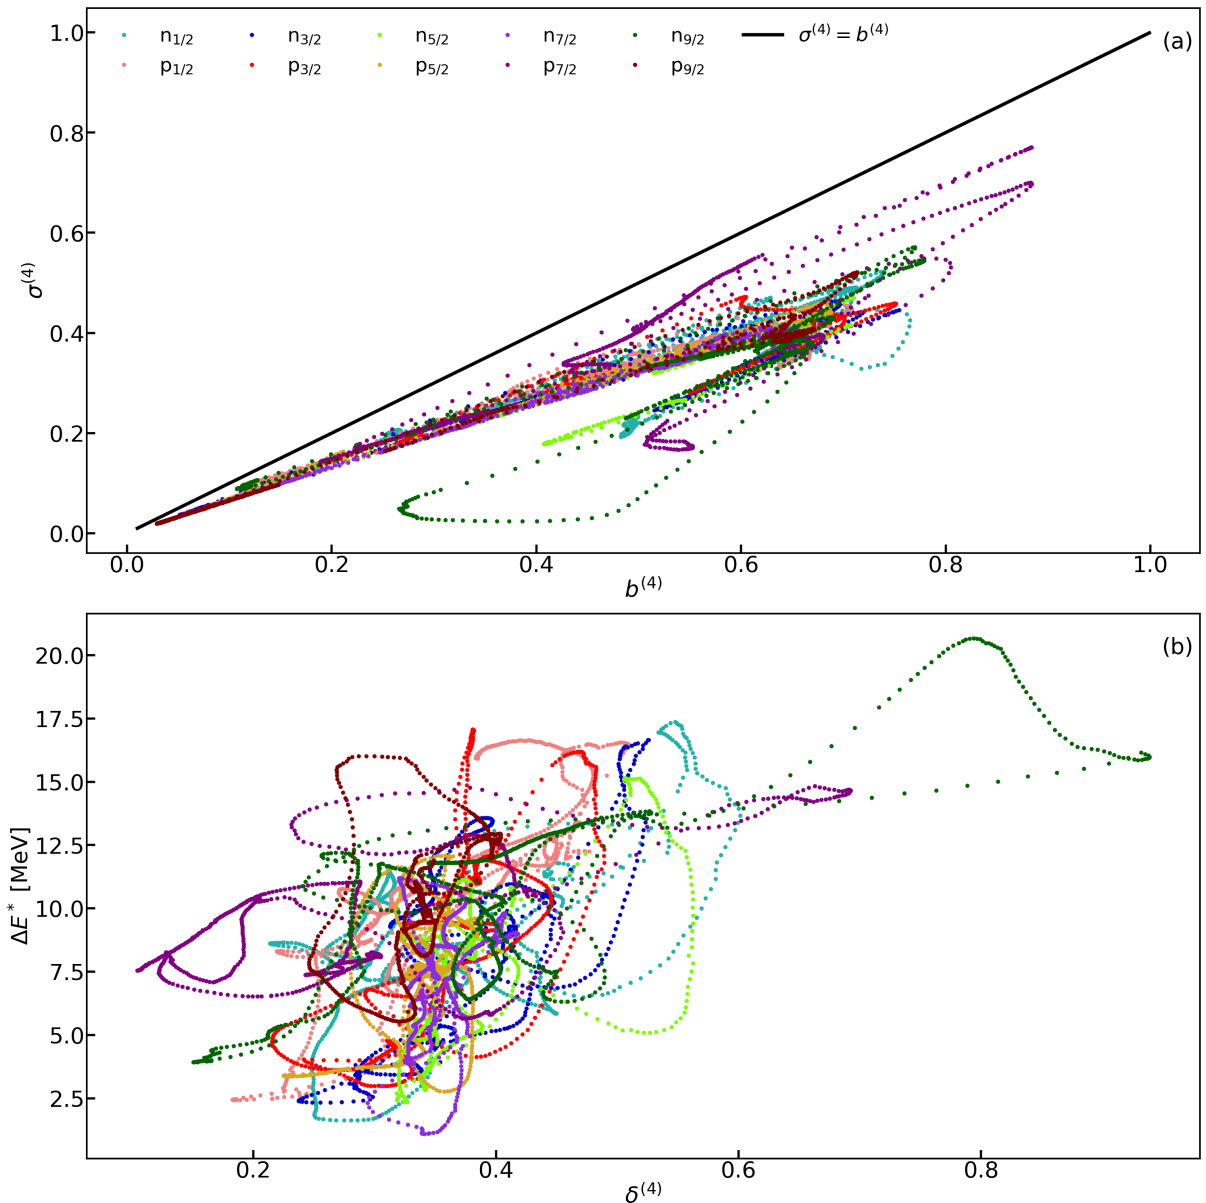 n1/2 n3/2 n5/2 n7/2 n9/2 σ(4) = b(4) (a)
p1/2 p3/2 p5/2 p7/2 p9/2
1.0
0.8
0.6
0.4
0.2
0.0
σ(4)
0.0 0.2 0.4 0.6 0.8 1.0
b(4)
(b)
20.0
17.5
15.0
12.5
10.0
7.5
5.0
2.5
ΔE* [MeV]
0.2 0.4 0.6 0.8
δ(4)